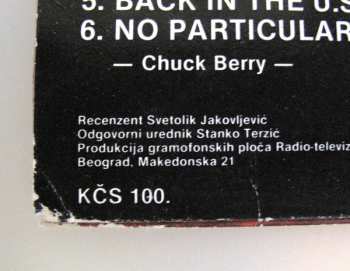 5. BACK IN THE U.S
6. NO PARTICULAR
— Chuck Berry —
Recenzent Svetolik Jakovljević
Odgovorni urednik Stanko Terzić
Produkcija gramofonskih ploča Radio-televiz
Beograd, Makedonska 21
KČS 100.